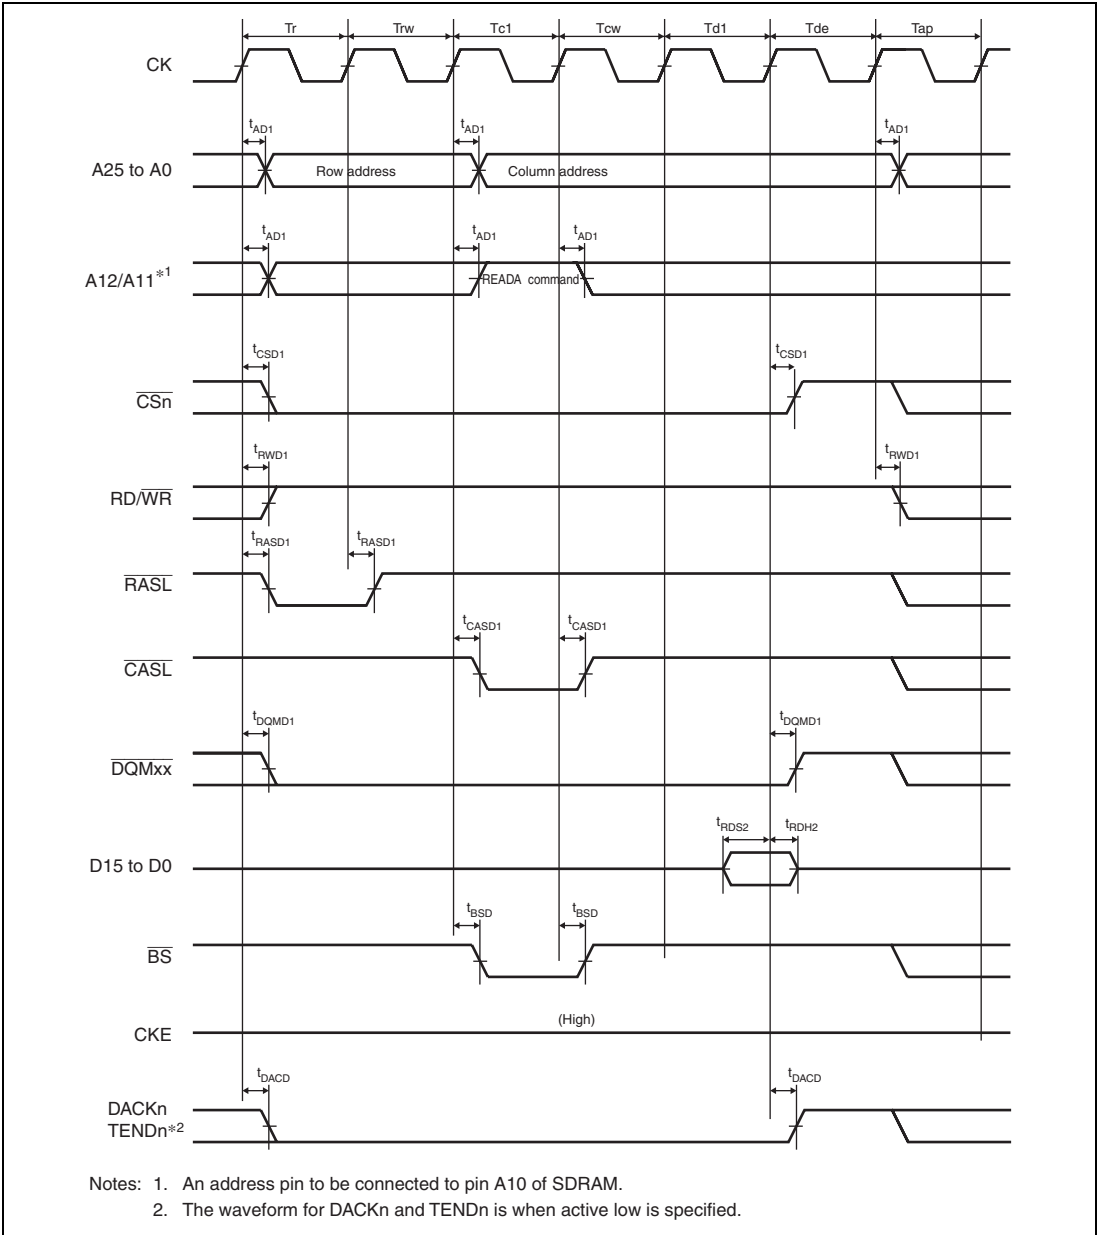 Tr Trw Tc1 Tcw Td1 Tde Tap
CK
tAD1 tAD1 tAD1
A25 to A0 Row address Column address
tAD1 tAD1 tAD1
A12/A11*1 READA command
tCSD1 tCSD1
CSn
tRWD1 tRWD1
RD/WR
tRASD1 tRASD1
RASL
tCASD1 tCASD1
CASL
tDQMD1 tDQMD1
DQMxx
tRDS2 tRDH2
D15 to D0
tBSD tBSD
BS
(High)
CKE
tDACD tDACD
DACKn
TENDn*2
Notes: 1. An address pin to be connected to pin A10 of SDRAM.
2. The waveform for DACKn and TENDn is when active low is specified.